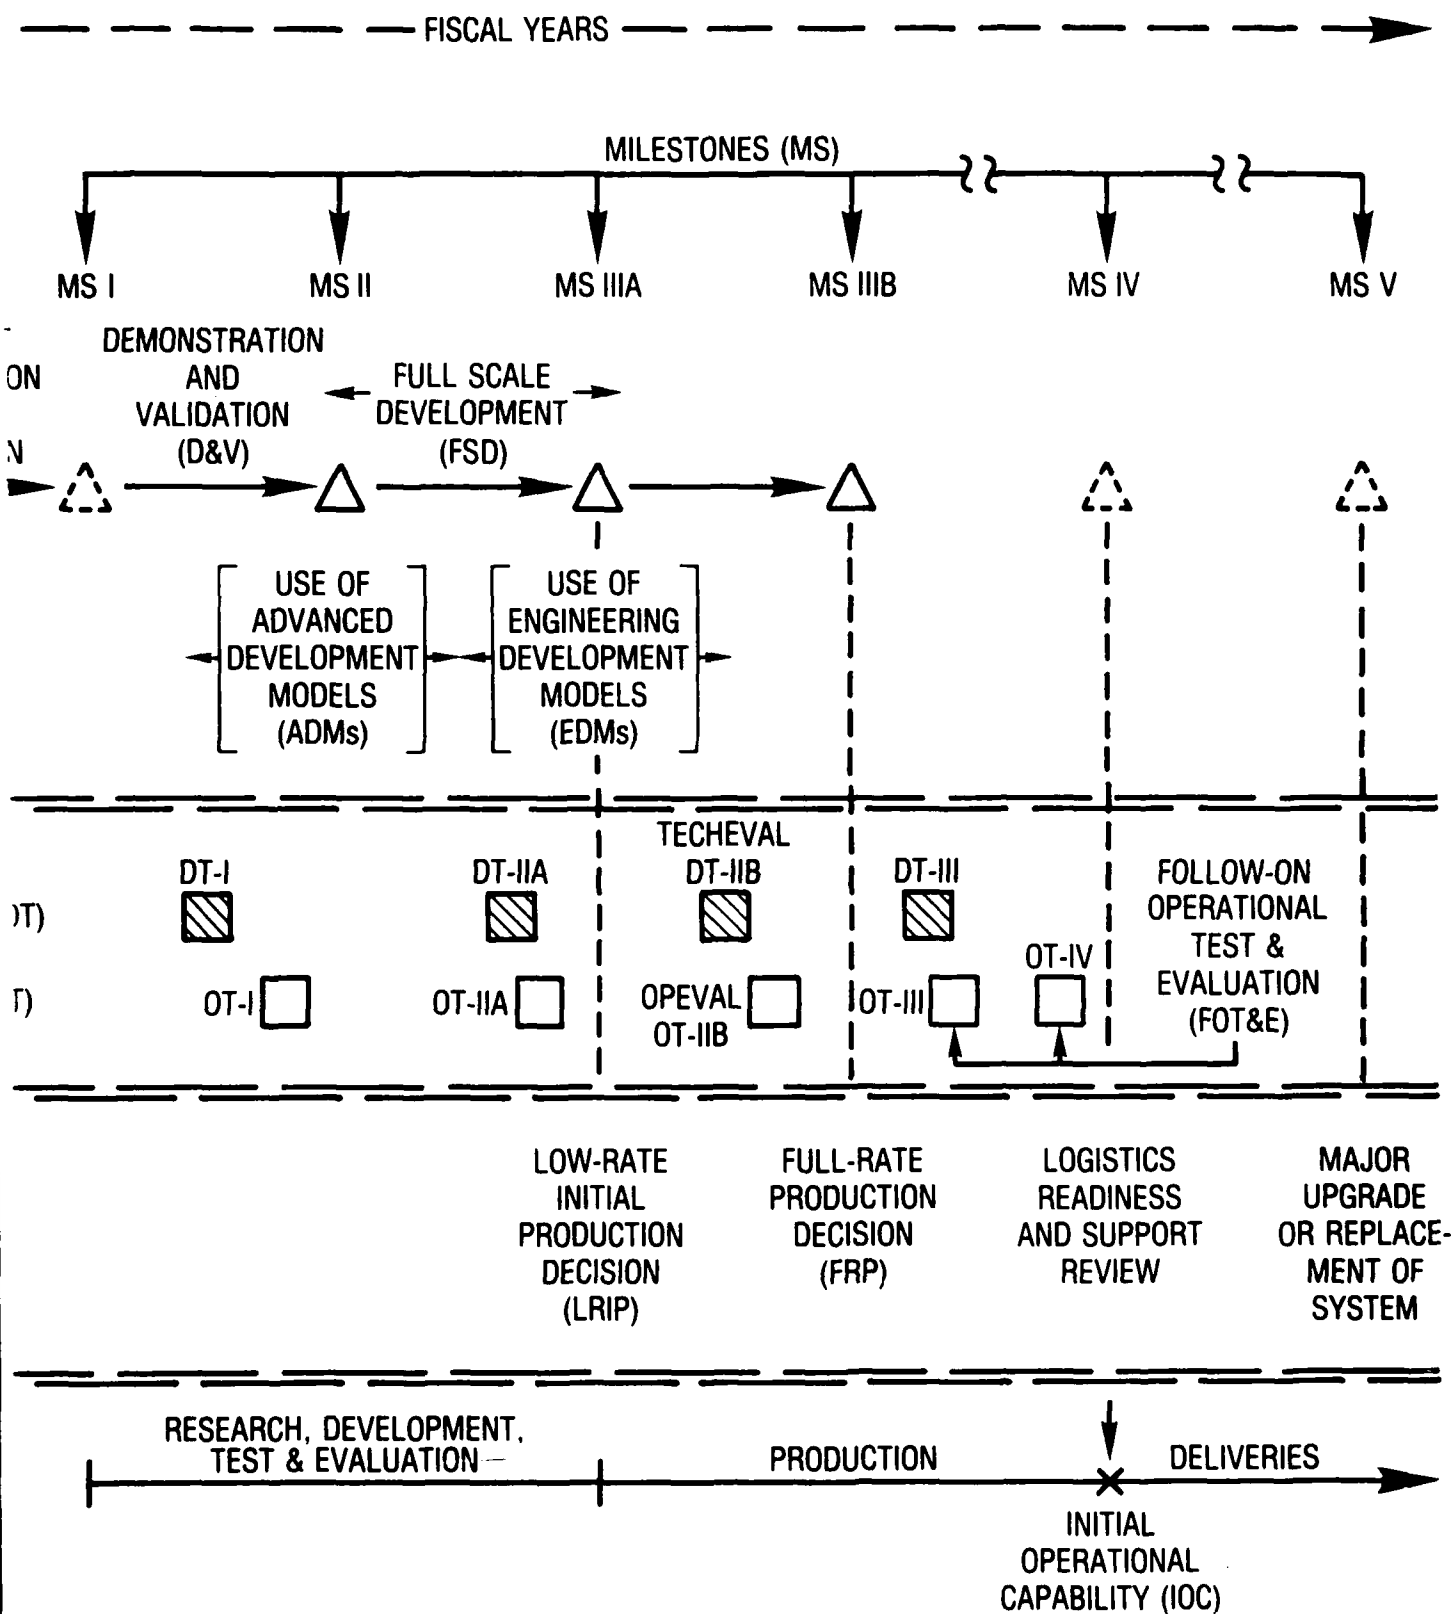 FISCAL YEARS
MILESTONES (MS)
MS I
MS II
MS IIIA
MS IIIB
MS IV
MS V
ON
N
DEMONSTRATION
AND
VALIDATION
(D&V)
FULL SCALE
DEVELOPMENT
(FSD)
USE OF
ADVANCED
DEVELOPMENT
MODELS
(ADMs)
USE OF
ENGINEERING
DEVELOPMENT
MODELS
(EDMs)
DT-I
DT-IIA
TECHEVAL
DT-IIB
DT-III
FOLLOW-ON
OPERATIONAL
TEST &
EVALUATION
(FOT&E)
T)
OT-I
OT-IIA
OPEVAL
OT-IIB
OT-III
OT-IV
T)
LOW-RATE
INITIAL
PRODUCTION
DECISION
(LRIP)
FULL-RATE
PRODUCTION
DECISION
(FRP)
LOGISTICS
READINESS
AND SUPPORT
REVIEW
MAJOR
UPGRADE
OR REPLACE-
MENT OF
SYSTEM
RESEARCH, DEVELOPMENT,
TEST & EVALUATION
PRODUCTION
DELIVERIES
INITIAL
OPERATIONAL
CAPABILITY (IOC)